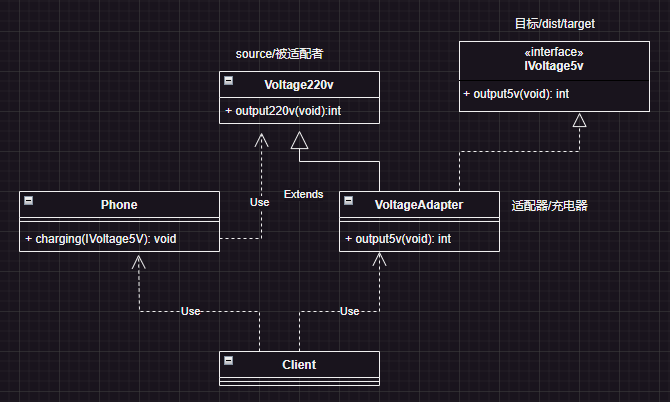 目标/dist/target
source/被适配者
«interface»
IVoltage5v
+ output5v(void): int
Voltage220v
+ output220v(void):int
Extends
Use
Phone
+ charging(IVoltage5V): void
VoltageAdapter
+ output5v(void): int
适配器/充电器
Use
Use
Client